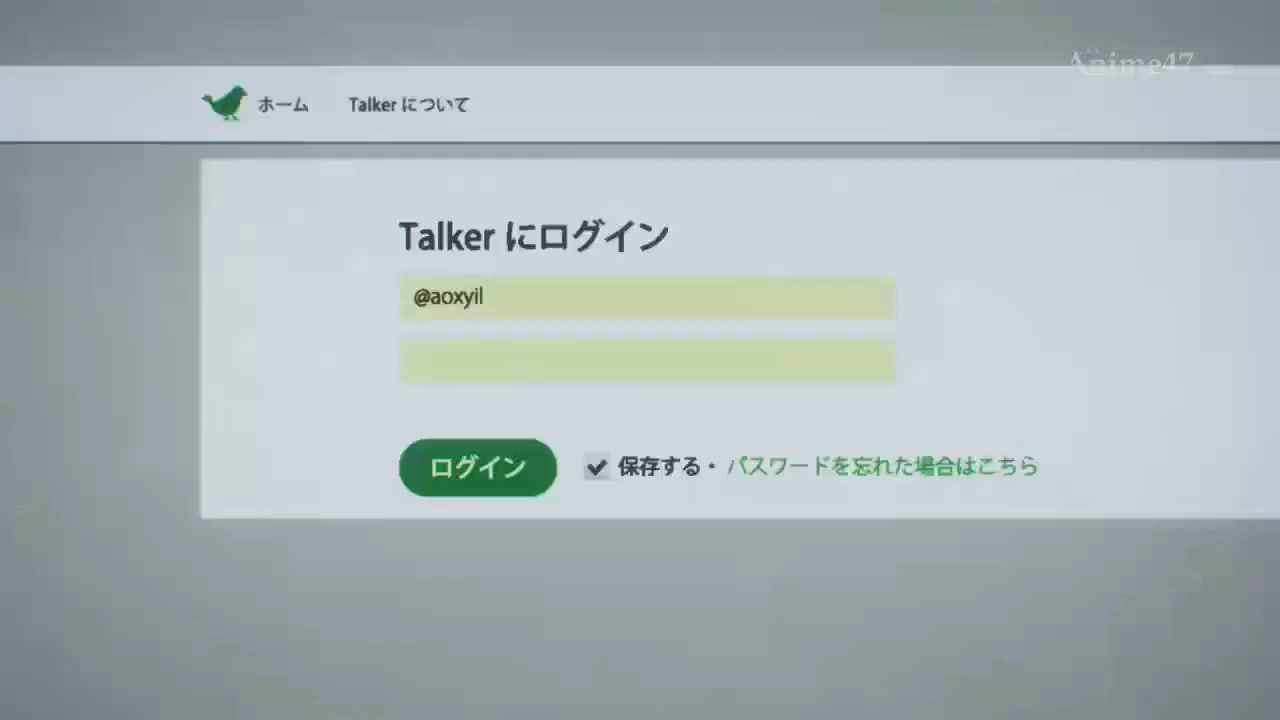 Anime47
ホーム Talker について
Talker にログイン
@aoxyil
ログイン 保存する・ パスワードを忘れた場合はこちら